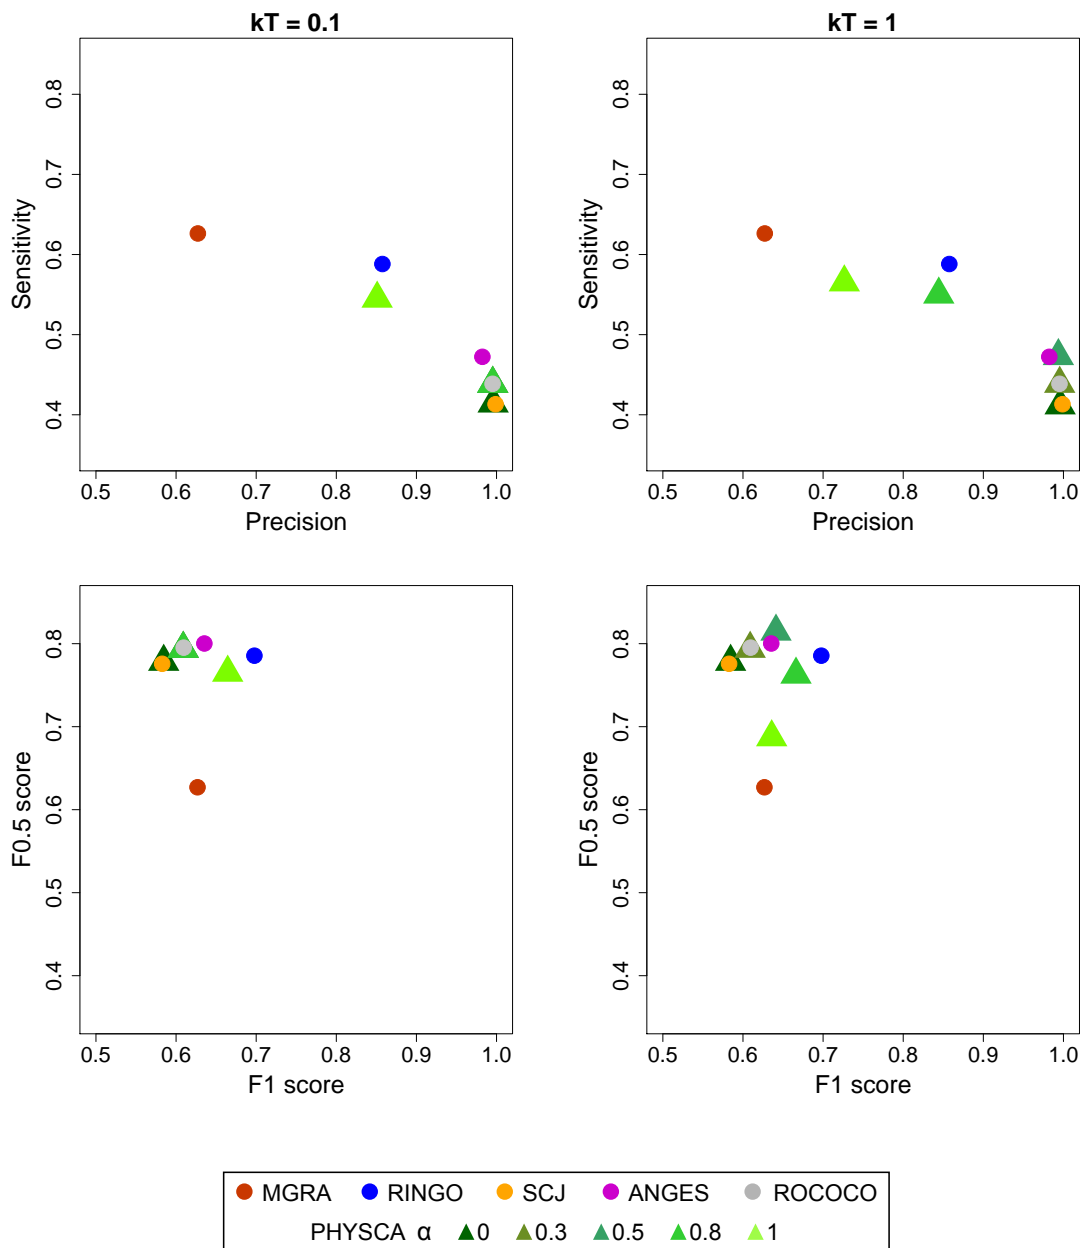 kT = 0.1
kT = 1
Sensitivity
0.8
0.7
0.6
0.5
0.4
0.5 0.6 0.7 0.8 0.9 1.0
Precision
Sensitivity
0.8
0.7
0.6
0.5
0.4
0.5 0.6 0.7 0.8 0.9 1.0
Precision
F0.5 score
0.8
0.7
0.6
0.5
0.4
0.5 0.6 0.7 0.8 0.9 1.0
F1 score
F0.5 score
0.8
0.7
0.6
0.5
0.4
0.5 0.6 0.7 0.8 0.9 1.0
F1 score
MGRA RINGO SCJ ANGES ROCOCO
PHYSCA α 0 0.3 0.5 0.8 1